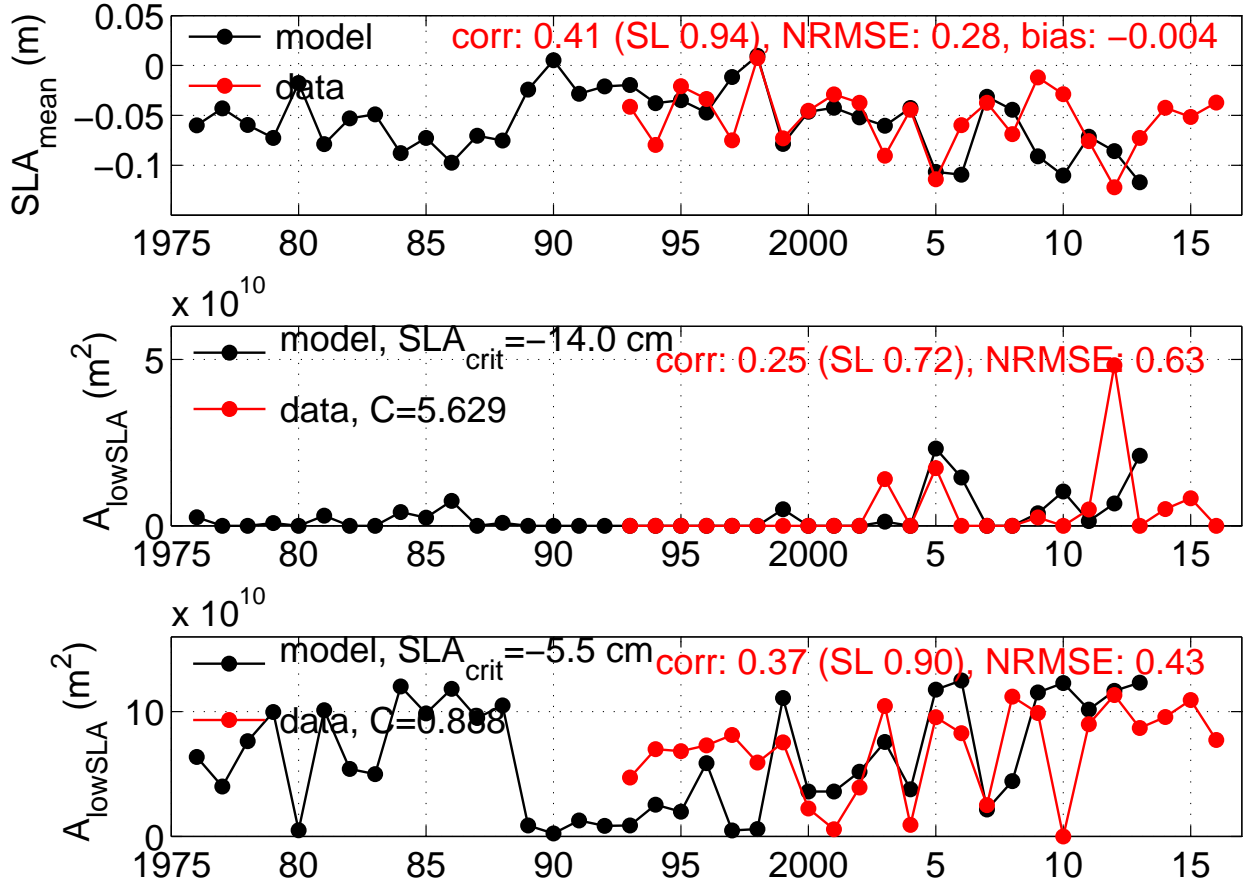 0.05
model
corr: 0.41 (SL 0.94), NRMSE: 0.28, bias: −0.004
0
data
−0.05
−0.1
SLA_mean (m)
1975 80 85 90 95 2000 5 10 15
x 10^10
model, SLA_crit=−14.0 cm
corr: 0.25 (SL 0.72), NRMSE: 0.63
5
data, C=5.629
A_lowSLA (m^2)
0
1975 80 85 90 95 2000 5 10 15
x 10^10
model, SLA_crit=−5.5 cm
corr: 0.37 (SL 0.90), NRMSE: 0.43
10
data, C=0.888
A_lowSLA (m^2)
0
1975 80 85 90 95 2000 5 10 15